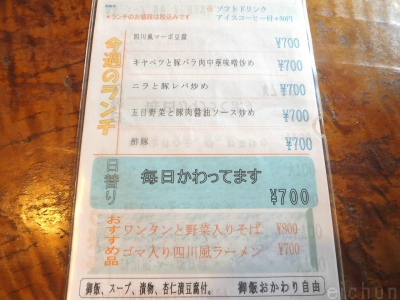 ソフトドリンク
*ランチのお値段は税込みです
アイスコーヒー付+50円
今週のランチ
四川風マーボ豆腐 ¥700
キャベツと豚バラ肉中華味噌炒め ¥700
ニラと豚レバ炒め ¥700
五目野菜と豚肉醬油ソース炒め ¥700
酢豚 ¥700
日替り
毎日かわってます
¥700
おすすめ品
ワンタンと野菜入りそば ¥800
ゴマ入り四川風ラーメン ¥700
御飯、スープ、漬物、杏仁豆腐付。 御飯おかわり自由
eichun